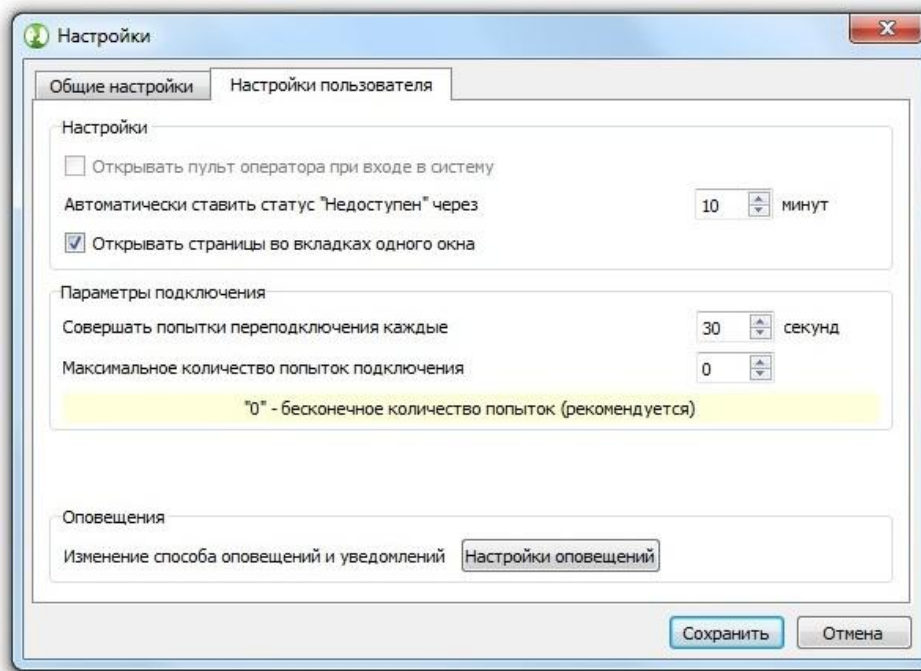 Настройки
Общие настройки
Настройки пользователя
Настройки
Открывать пульт оператора при входе в систему
Автоматически ставить статус "Недоступен" через 10 минут
Открывать страницы во вкладках одного окна
Параметры подключения
Совершать попытки переподключения каждые 30 секунд
Максимальное количество попыток подключения 0
"0" - бесконечное количество попыток (рекомендуется)
Оповещения
Изменение способа оповещений и уведомлений Настройки оповещений
Сохранить Отмена